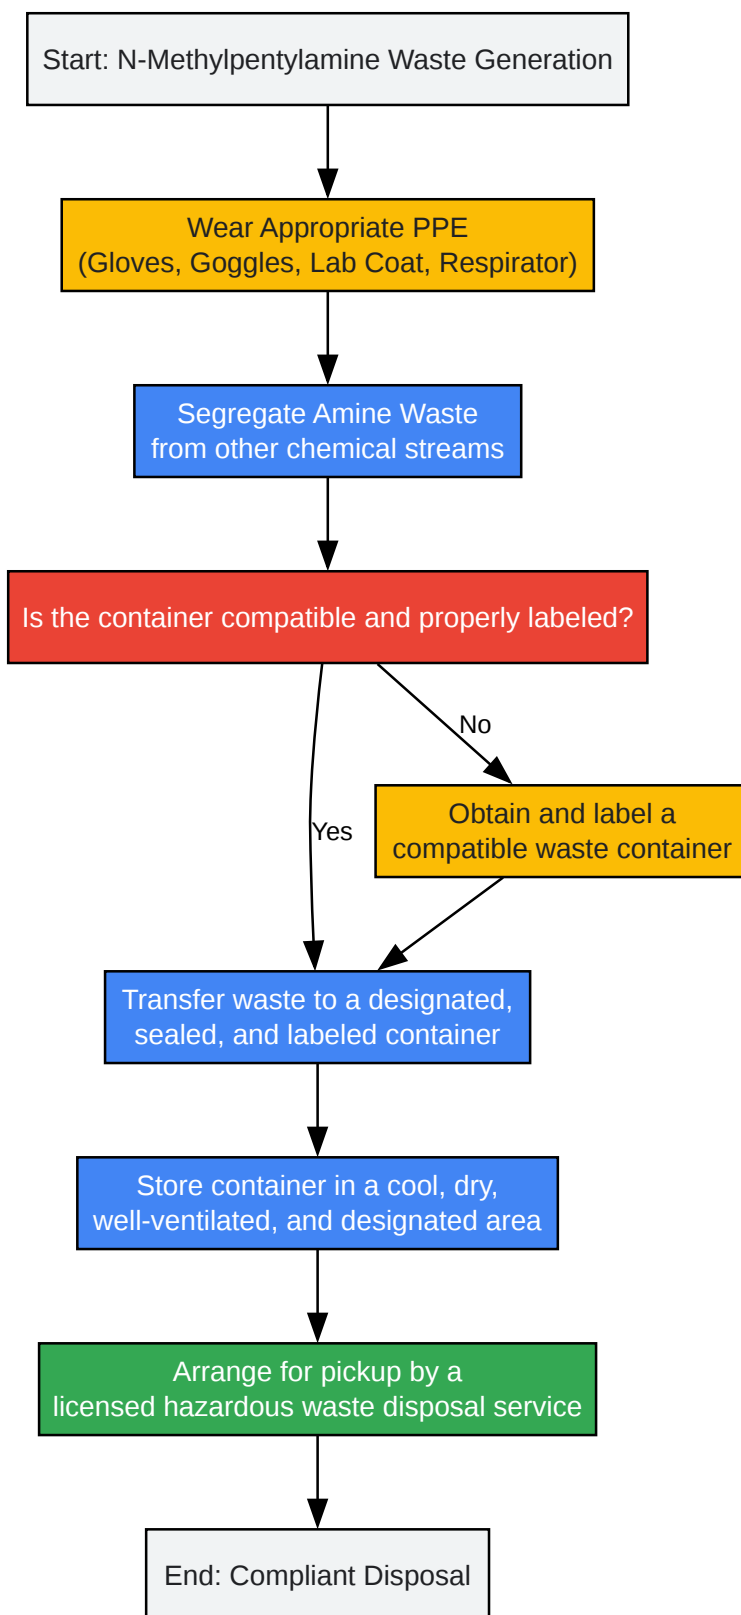 Start: N-Methylpentylamine Waste Generation
Wear Appropriate PPE
(Gloves, Goggles, Lab Coat, Respirator)
Segregate Amine Waste
from other chemical streams
Is the container compatible and properly labeled?
No
Obtain and label a
compatible waste container
Yes
Transfer waste to a designated,
sealed, and labeled container
Store container in a cool, dry,
well-ventilated, and designated area
Arrange for pickup by a
licensed hazardous waste disposal service
End: Compliant Disposal